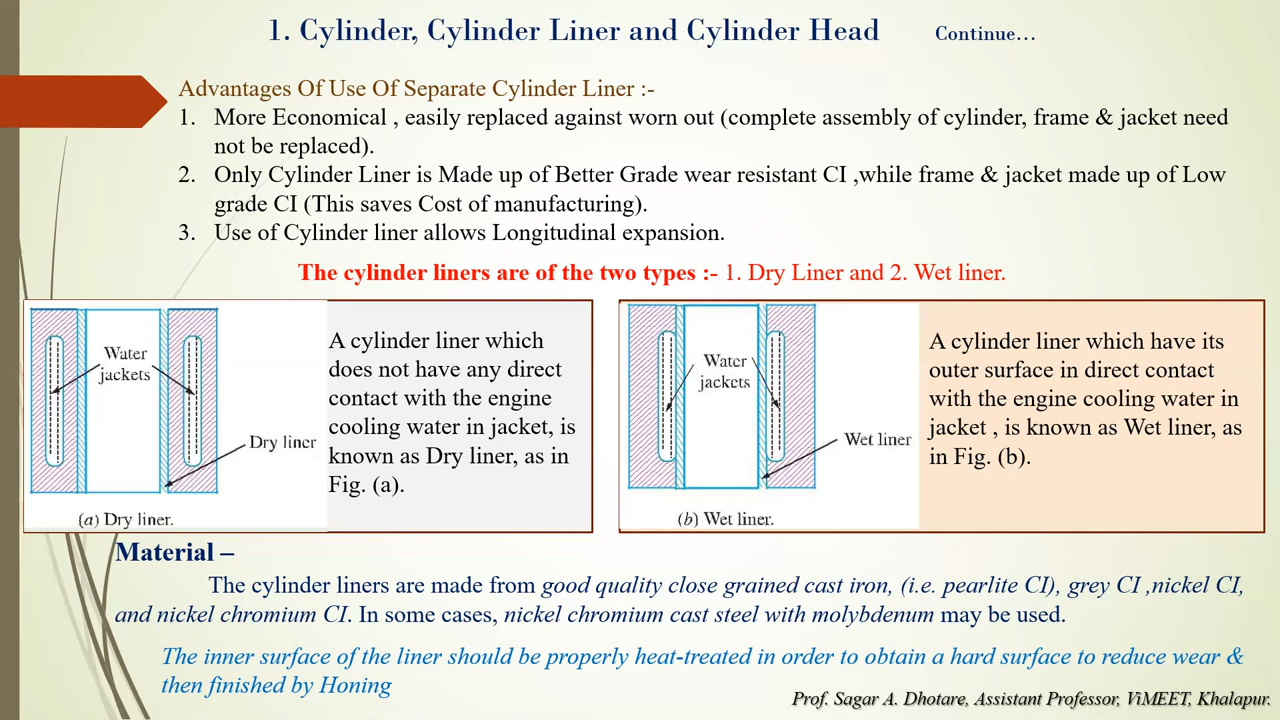 1. Cylinder, Cylinder Liner and Cylinder Head Continue…
Advantages Of Use Of Separate Cylinder Liner :-
1. More Economical , easily replaced against worn out (complete assembly of cylinder, frame & jacket need
not be replaced).
2. Only Cylinder Liner is Made up of Better Grade wear resistant CI ,while frame & jacket made up of Low
grade CI (This saves Cost of manufacturing).
3. Use of Cylinder liner allows Longitudinal expansion.
The cylinder liners are of the two types :- 1. Dry Liner and 2. Wet liner.
Water
jackets
Dry liner
(a) Dry liner.
A cylinder liner which
does not have any direct
contact with the engine
cooling water in jacket, is
known as Dry liner, as in
Fig. (a).
Water
jackets
Wet liner
(b) Wet liner.
A cylinder liner which have its
outer surface in direct contact
with the engine cooling water in
jacket , is known as Wet liner, as
in Fig. (b).
Material –
The cylinder liners are made from good quality close grained cast iron, (i.e. pearlite CI), grey CI ,nickel CI,
and nickel chromium CI. In some cases, nickel chromium cast steel with molybdenum may be used.
The inner surface of the liner should be properly heat-treated in order to obtain a hard surface to reduce wear &
then finished by Honing
Prof. Sagar A. Dhotare, Assistant Professor, ViMEET, Khalapur.